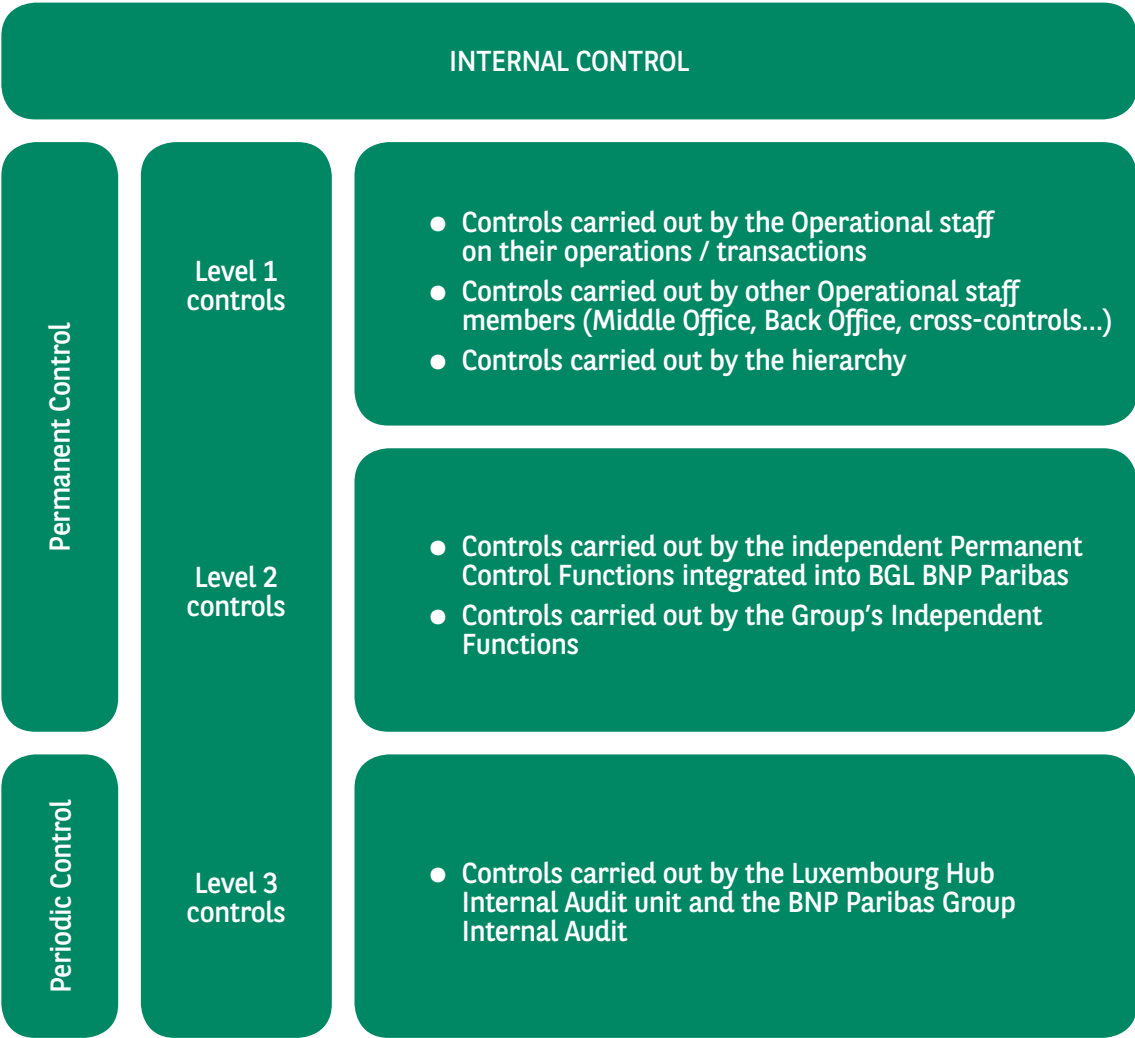 INTERNAL CONTROL
Permanent Control
Level 1
controls
● Controls carried out by the Operational staff
on their operations / transactions
● Controls carried out by other Operational staff
members (Middle Office, Back Office, cross-controls...)
● Controls carried out by the hierarchy
Level 2
controls
● Controls carried out by the independent Permanent
Control Functions integrated into BGL BNP Paribas
● Controls carried out by the Group’s Independent
Functions
Periodic Control
Level 3
controls
● Controls carried out by the Luxembourg Hub
Internal Audit unit and the BNP Paribas Group
Internal Audit